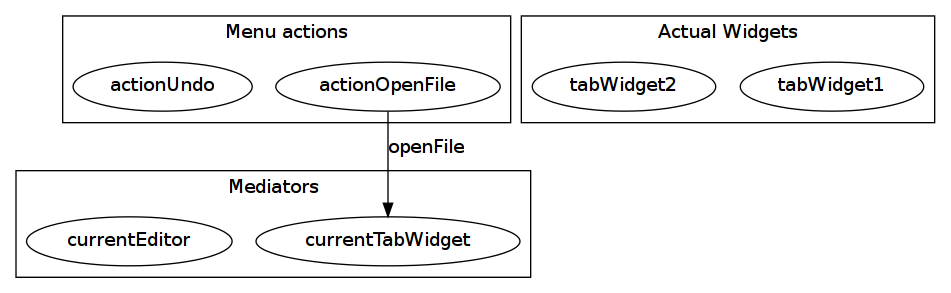 Menu actions
actionUndo
actionOpenFile
Actual Widgets
tabWidget2
tabWidget1
openFile
Mediators
currentEditor
currentTabWidget